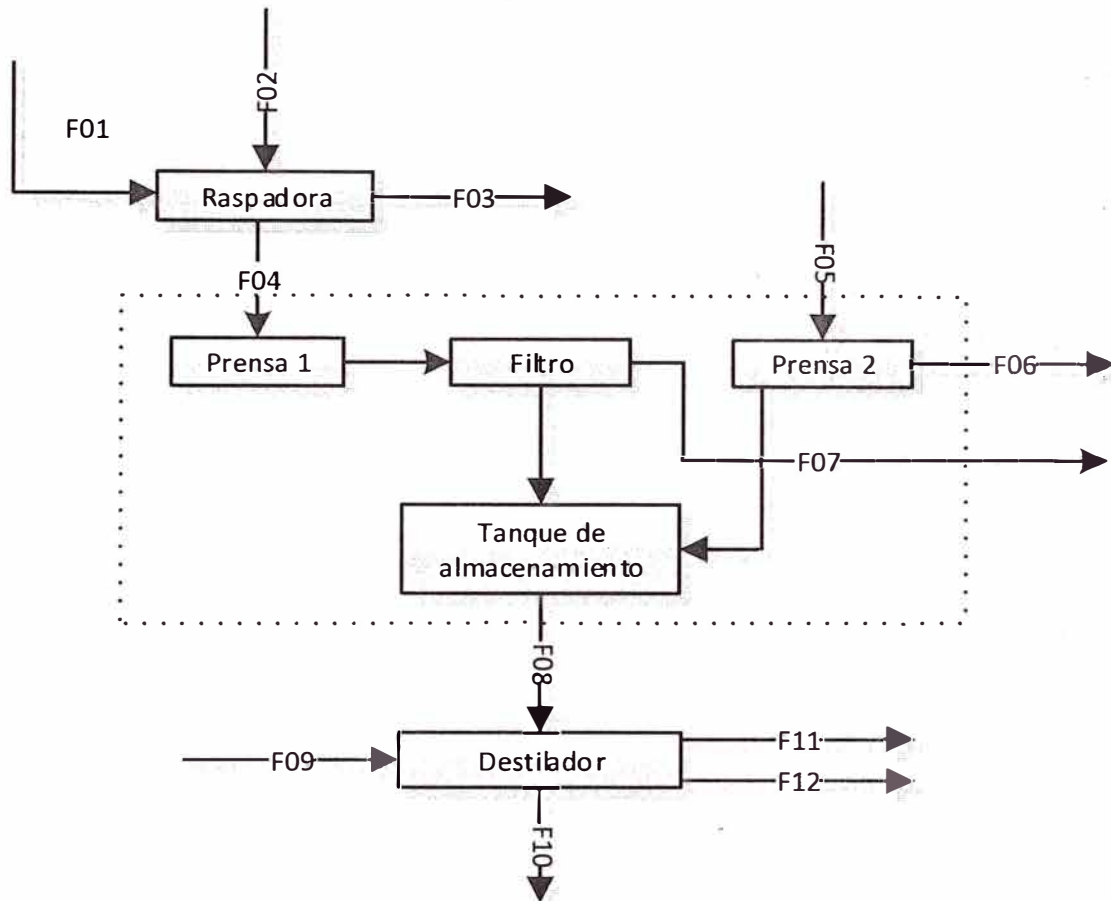 F02
F01
Raspadora
F03
F04
F05
Prensa 1
Filtro
Prensa 2
F06
F07
Tanque de
almacenamiento
F08
F09
Destilador
F11
F12
F10